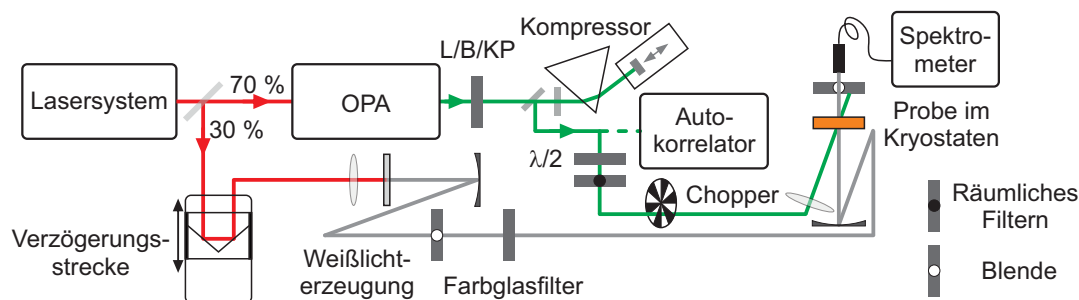 Lasersystem
70 %
30 %
OPA
L/B/KP
Kompressor
Auto-
korrelator
λ/2
Chopper
Spektro-
meter
Probe im
Kryostaten
Verzögerungs-
strecke
Weißlicht-
erzeugung
Farbglasfilter
Räumliches
Filtern
Blende